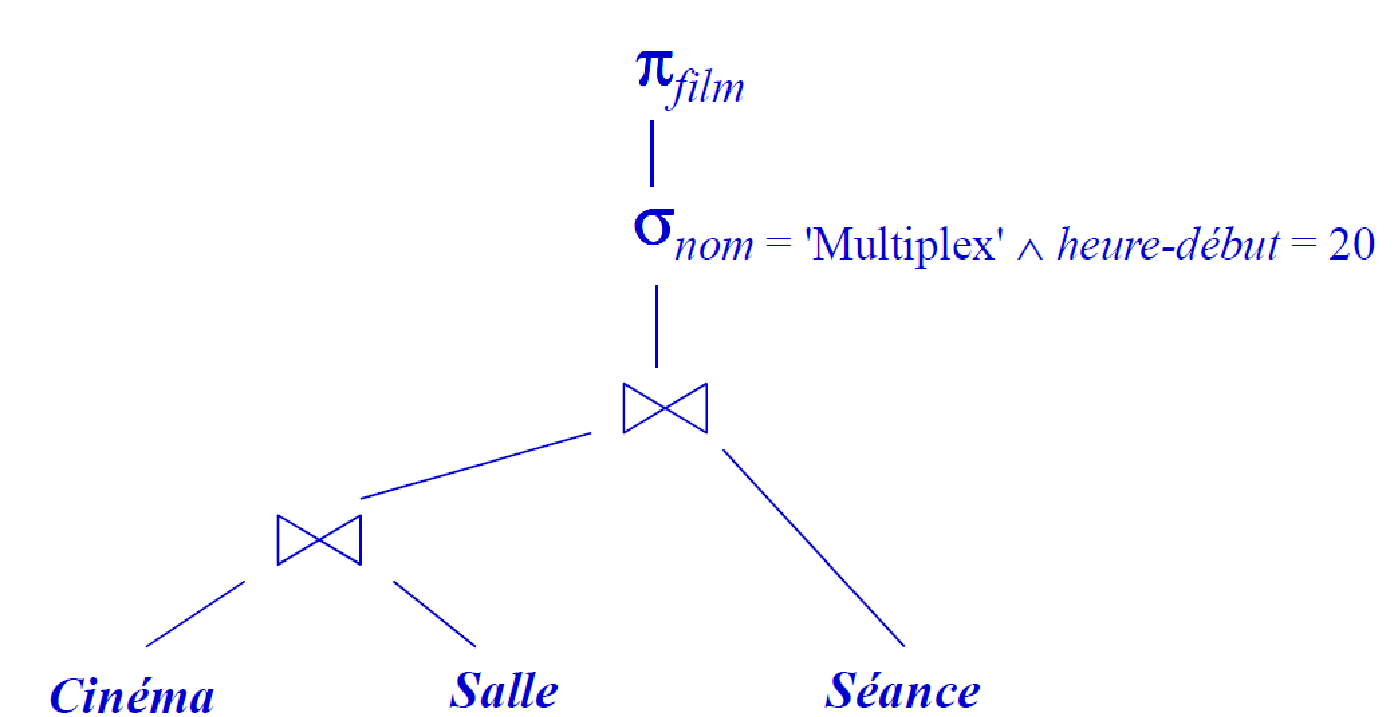 πfilm
σnom = 'Multiplex' ∧ heure-début = 20
⋈
⋈
Cinéma Salle Séance